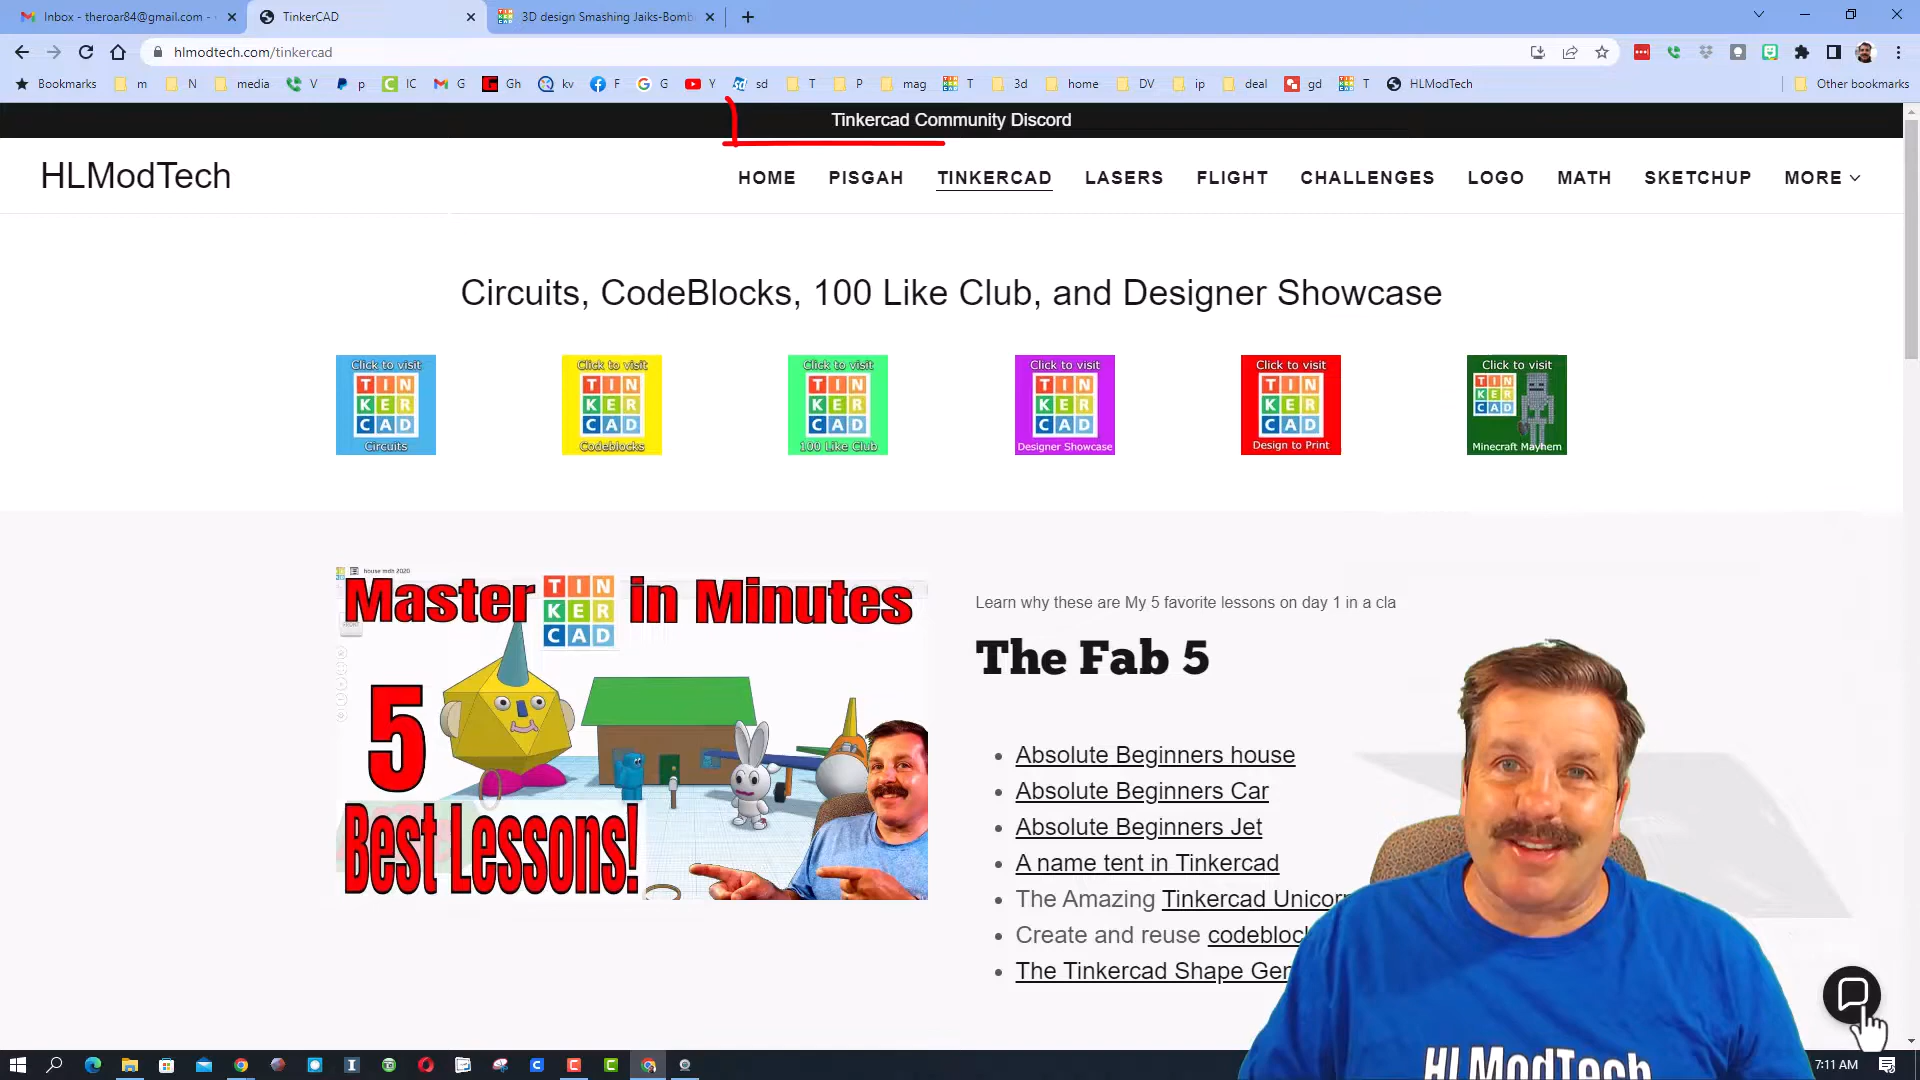 Inbox - theroar84@gmail.com -
TinkerCAD
3D design Smashing Jaiks-Bomb
hlmodtech.com/tinkercad
Bookmarks m N media V p IC G Gh kv F G Y sd T P mag T 3d home DV ip deal gd T HLModTech Other bookmarks
Tinkercad Community Discord
HLModTech
HOME PISGAH TINKERCAD LASERS FLIGHT CHALLENGES LOGO MATH SKETCHUP MORE
Circuits, CodeBlocks, 100 Like Club, and Designer Showcase
Click to visit
TIN
KER
CAD
Circuits
Click to visit
TIN
KER
CAD
Codeblocks
Click to visit
TIN
KER
CAD
100 Like Club
Click to visit
TIN
KER
CAD
Designer Showcase
Click to visit
TIN
KER
CAD
Design to Print
Click to visit
TIN
KER
CAD
Minecraft Mayhem
house moth 2020
Master TIN KER CAD in Minutes
5
Best Lessons!
Learn why these are My 5 favorite lessons on day 1 in a cla
The Fab 5
Absolute Beginners house
Absolute Beginners Car
Absolute Beginners Jet
A name tent in Tinkercad
The Amazing Tinkercad Unicorn
Create and reuse codeblock
The Tinkercad Shape Gen
HLModTech
7:11 AM